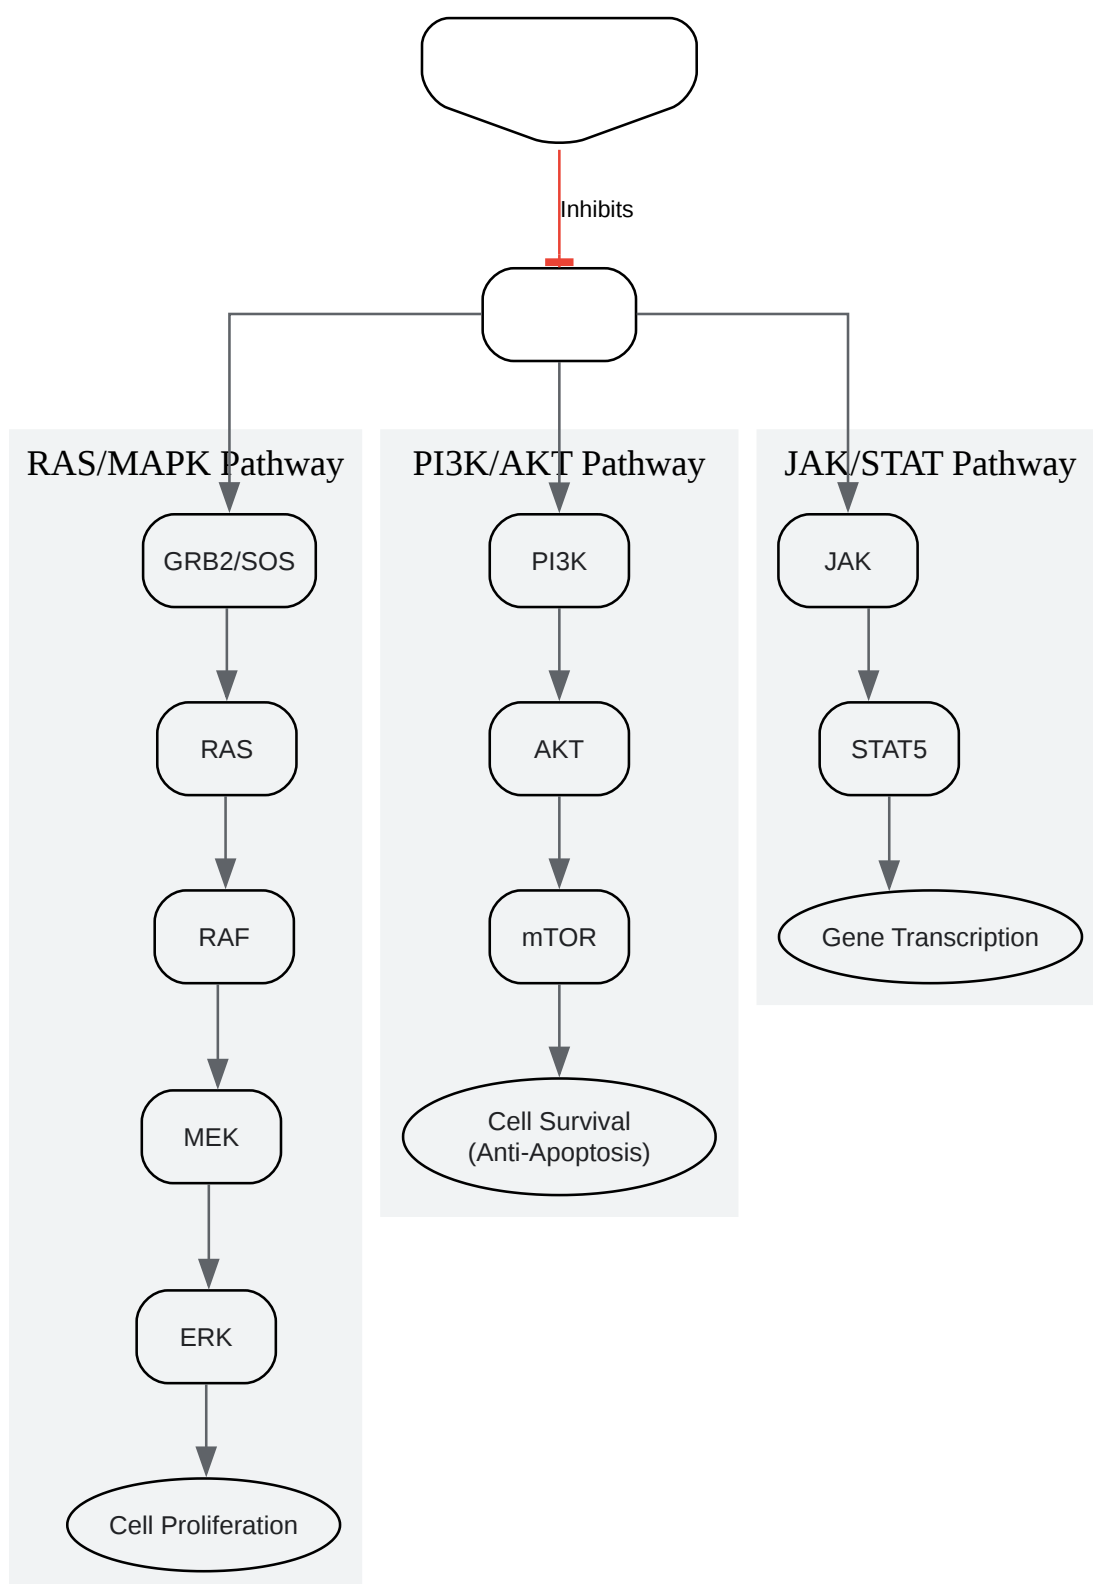 Inhibits
RAS/MAPK Pathway
GRB2/SOS
RAS
RAF
MEK
ERK
Cell Proliferation
PI3K/AKT Pathway
PI3K
AKT
mTOR
Cell Survival
(Anti-Apoptosis)
JAK/STAT Pathway
JAK
STAT5
Gene Transcription